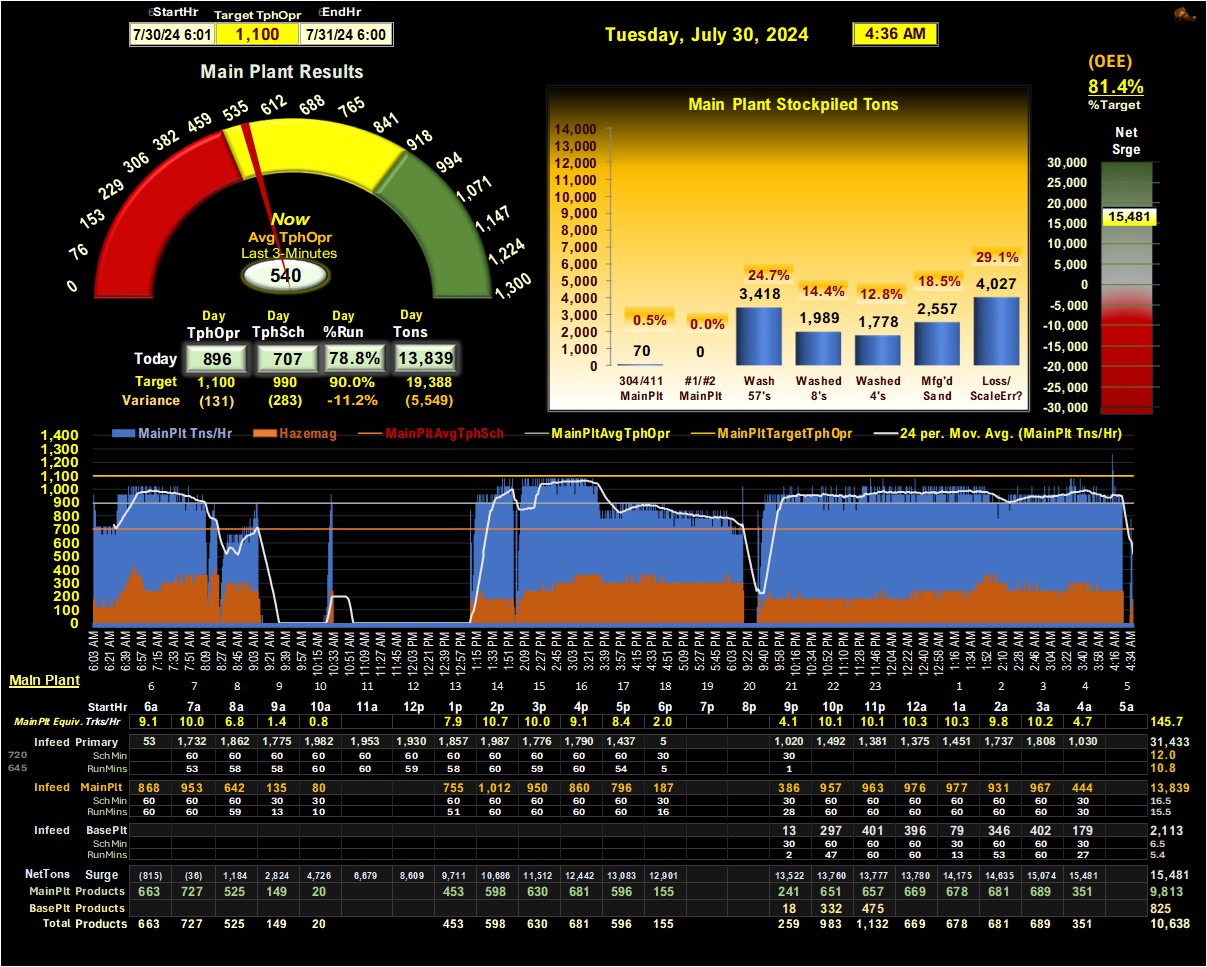 6StartHr Target TphOpr EndHr
7/30/24 6:01 1,100 7/31/24 6:00
Tuesday, July 30, 2024 4:36 AM
(OEE)
81.4%
%Target
Main Plant Results
0 76 153 229 306 382 459 535 612 688 765 841 918 994 1,071 1,147 1,224 1,300
Now
Avg TphOpr
Last 3-Minutes
540
Day Day Day Day
TphOpr TphSch %Run Tons
Today 896 707 78.8% 13,839
Target 1,100 990 90.0% 19,388
Variance (131) (283) -11.2% (5,549)
Main Plant Stockpiled Tons
14,000
13,000
12,000
11,000
10,000
9,000
8,000
7,000
6,000
5,000
4,000
3,000
2,000
1,000
0
0.5% 0.0% 24.7% 14.4% 12.8% 18.5% 29.1%
70 0 3,418 1,989 1,778 2,557 4,027
304/411 #1/#2 Wash Washed Washed Mfg'd Loss/
MainPlt MainPlt 57's 8's 4's Sand ScaleErr?
Net
Srge
30,000
25,000
20,000
15,000
10,000
5,000
0
-5,000
-10,000
-15,000
-20,000
-25,000
-30,000
15,481
MainPlt Tns/Hr Hazemag MainPltAvgTphSch MainPltAvgTphOpr MainPltTargetTphOpr 24 per. Mov. Avg. (MainPlt Tns/Hr)
1,400
1,300
1,200
1,100
1,000
900
800
700
600
500
400
300
200
100
0
6:03 AM 6:21 AM 6:39 AM 6:57 AM 7:15 AM 7:33 AM 7:51 AM 8:09 AM 8:27 AM 8:45 AM 9:03 AM 9:21 AM 9:39 AM 9:57 AM 10:15 AM 10:33 AM 10:51 AM 11:09 AM 11:27 AM 11:45 AM 12:03 PM 12:21 PM 12:39 PM 12:57 PM 1:15 PM 1:33 PM 1:51 PM 2:09 PM 2:27 PM 2:45 PM 3:03 PM 3:21 PM 3:39 PM 3:57 PM 4:15 PM 4:33 PM 4:51 PM 5:09 PM 5:27 PM 5:45 PM 6:03 PM 9:22 PM 9:40 PM 9:58 PM 10:16 PM 10:34 PM 10:52 PM 11:10 PM 11:28 PM 11:46 PM 12:04 AM 12:22 AM 12:40 AM 12:58 AM 1:16 AM 1:34 AM 1:52 AM 2:10 AM 2:28 AM 2:46 AM 3:04 AM 3:22 AM 3:40 AM 3:58 AM 4:16 AM 4:34 AM
Main Plant
6 7 8 9 10 11 12 13 14 15 16 17 18 19 20 21 22 23 1 2 3 4 5
StartHr 6a 7a 8a 9a 10a 11a 12p 1p 2p 3p 4p 5p 6p 7p 8p 9p 10p 11p 12a 1a 2a 3a 4a 5a
MainPlt Equiv. Trks/Hr 9.1 10.0 6.8 1.4 0.8 7.9 10.7 10.0 9.1 8.4 2.0 4.1 10.1 10.1 10.3 10.3 9.8 10.2 4.7 145.7
Infeed Primary 53 1,732 1,862 1,775 1,982 1,953 1,930 1,857 1,987 1,776 1,790 1,437 5 1,020 1,492 1,381 1,375 1,451 1,737 1,808 1,030 31,433
720 Sch Min 60 60 60 60 60 60 60 60 60 60 60 30 30 12.0
645 RunMins 53 58 58 60 60 59 58 60 59 60 54 5 1 10.8
Infeed MainPlt 868 953 642 135 80 755 1,012 950 860 796 187 386 957 963 976 977 931 967 444 13,839
Sch Min 60 60 60 30 30 60 60 60 60 60 30 30 60 60 60 60 60 60 30 16.5
RunMins 60 60 59 13 10 51 60 60 60 60 16 28 60 60 60 60 60 60 30 15.5
Infeed BasePlt 13 297 401 396 79 346 402 179 2,113
Sch Min 30 60 60 60 30 60 60 30 6.5
RunMins 2 47 60 60 13 53 60 27 5.4
NetTons Surge (815) (36) 1,184 2,824 4,726 6,679 8,609 9,711 10,686 11,512 12,442 13,083 12,901 13,522 13,760 13,777 13,780 14,175 14,635 15,074 15,481 15,481
MainPlt Products 663 727 525 149 20 453 598 630 681 596 155 241 651 657 669 678 681 689 351 9,813
BasePlt Products 18 332 475 825
Total Products 663 727 525 149 20 453 598 630 681 596 155 259 983 1,132 669 678 681 689 351 10,638